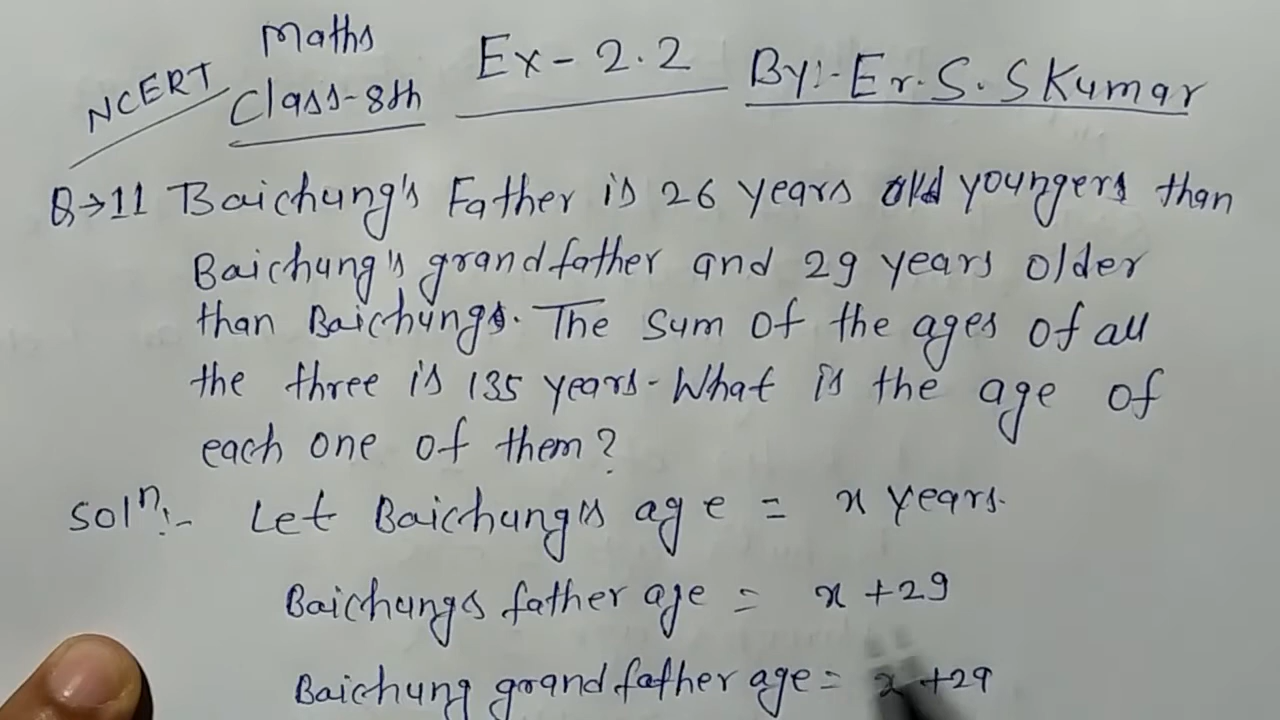 NCERT Maths Class-8th Ex-2.2 By:-Er.S.SKumar
Q→11 Baichung's Father is 26 years youngers than
Baichung's grandfather and 29 years older
than Baichung. The sum of the ages of all
the three is 135 years. What is the age of
each one of them?
Solⁿ:- Let Baichung's age = x years.
Baichungs father age = x+29
Baichung grandfather age = x+29